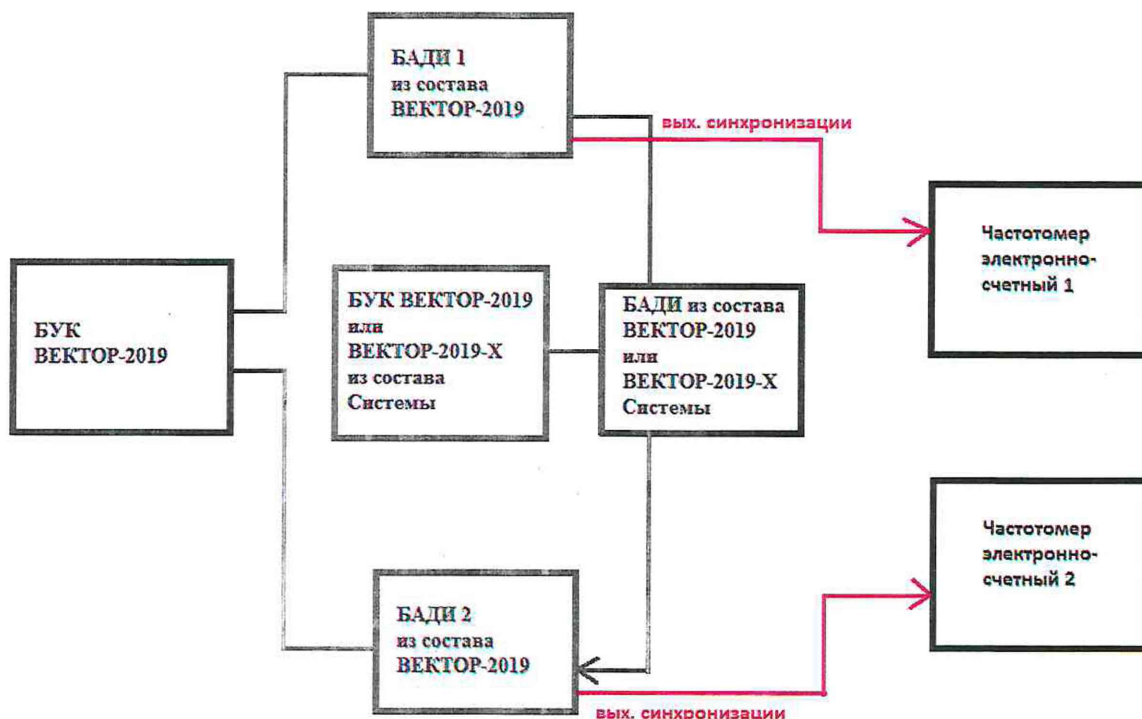 БАДИ 1
из состава
ВЕКТОР-2019
вых. синхронизации
Частотомер
электронно-
счетный 1
БУК
ВЕКТОР-2019
БУК ВЕКТОР-2019
или
ВЕКТОР-2019-Х
из состава
Системы
БАДИ из состава
ВЕКТОР-2019
или
ВЕКТОР-2019-Х
Системы
Частотомер
электронно-
счетный 2
БАДИ 2
из состава
ВЕКТОР-2019
вых. синхронизации